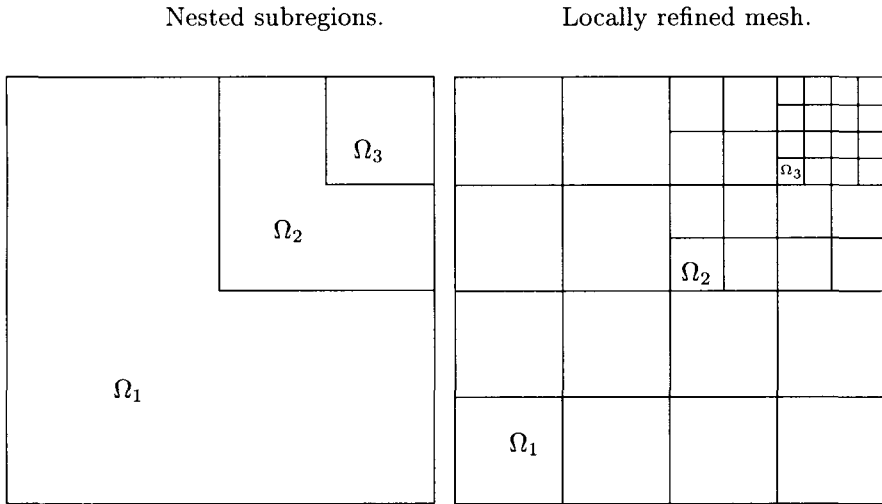 Nested subregions.
Locally refined mesh.
Ω₃
Ω₂
Ω₁
Ω₃
Ω₂
Ω₁